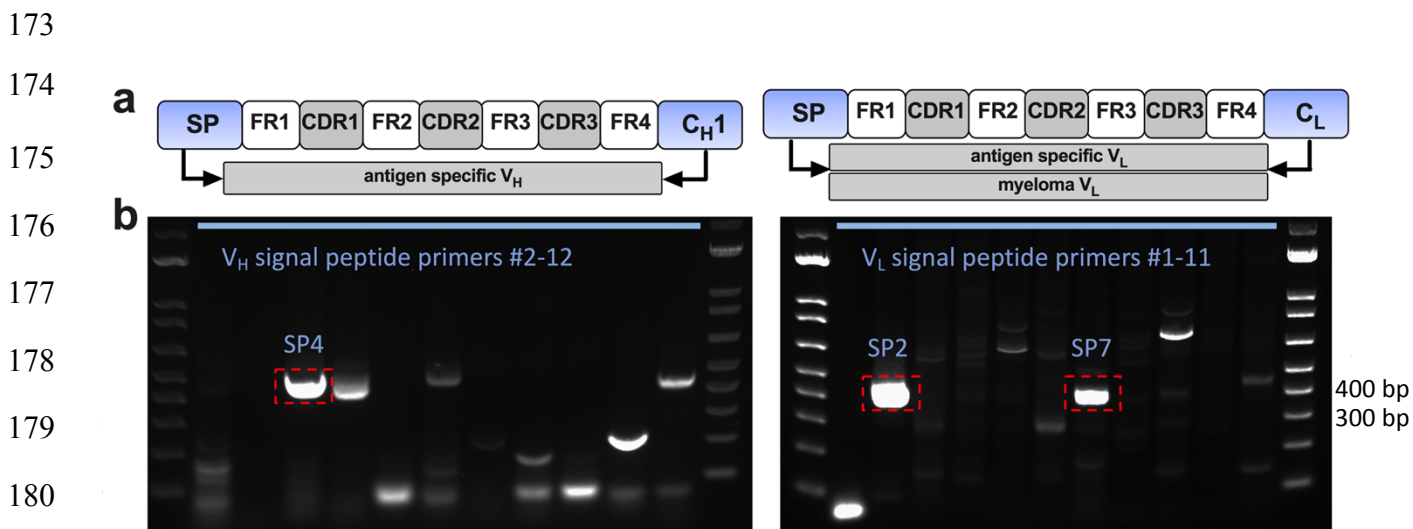 173
174
a
SP FR1 CDR1 FR2 CDR2 FR3 CDR3 FR4 CH1
SP FR1 CDR1 FR2 CDR2 FR3 CDR3 FR4 CL
175
antigen specific VH
antigen specific VL
myeloma VL
176
b
VH signal peptide primers #2-12
VL signal peptide primers #1-11
177
178
SP4
SP2
SP7
400 bp
179
300 bp
180